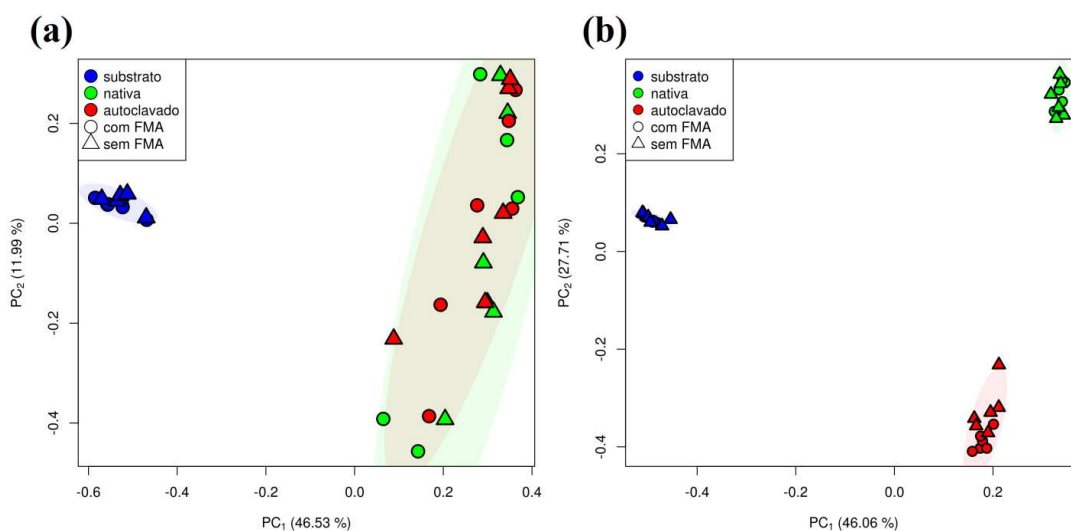 (a)
substrato
nativa
autoclavado
com FMA
sem FMA
PC2 (11.99 %)
0.2
0.0
-0.2
-0.4
-0.6
-0.4
-0.2
0.0
0.2
0.4
PC1 (46.53 %)
(b)
substrato
nativa
autoclavado
com FMA
sem FMA
PC2 (27.71 %)
0.2
0.0
-0.2
-0.4
-0.4
-0.2
0.0
0.2
PC1 (46.06 %)